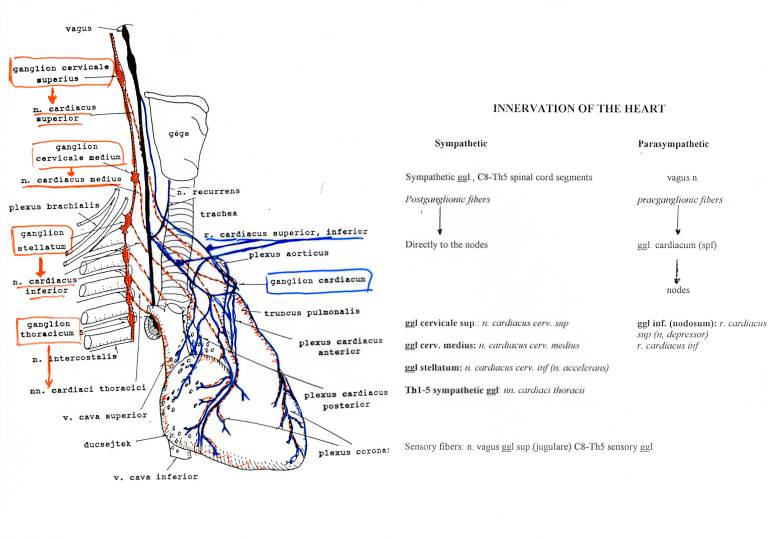 vagus
ganglion cervicale
superius
n. cardiacus
superior
ganglion
cervicale medium
n. cardiacus medius
plexus brachialis
ganglion
stellatum
n. cardiacus
inferior
ganglion
thoracicum
n. intercostalis
nn. cardiaci thoracici
v. cava superior
ducsejtek
v. cava inferior
gége
n. recurrens
trachea
r. cardiacus superior, inferior
plexus aorticus
ganglion cardiacum
truncus pulmonalis
plexus cardiacus
anterior
plexus cardiacus
posterior
plexus corona
INNERVATION OF THE HEART
Sympathetic
Parasympathetic
Sympathetic ggl., C8-Th5 spinal cord segments
vagus n.
Postganglionic fibers
praeganglionic fibers
Directly to the nodes
ggl. cardiacum (spf)
nodes
ggl cervicale sup.: n. cardiacus cerv. sup
ggl inf. (nodosum): r. cardiacus
sup (n, depressor)
ggl cerv. medius: n. cardiacus cerv. medius
r. cardiacus inf
ggl stellatum: n. cardiacus cerv. inf (n. accelerans)
Th1-5 sympathetic ggl: nn. cardiaci thoracii
Sensory fibers: n. vagus ggl sup.(jugulare) C8-Th5 sensory ggl